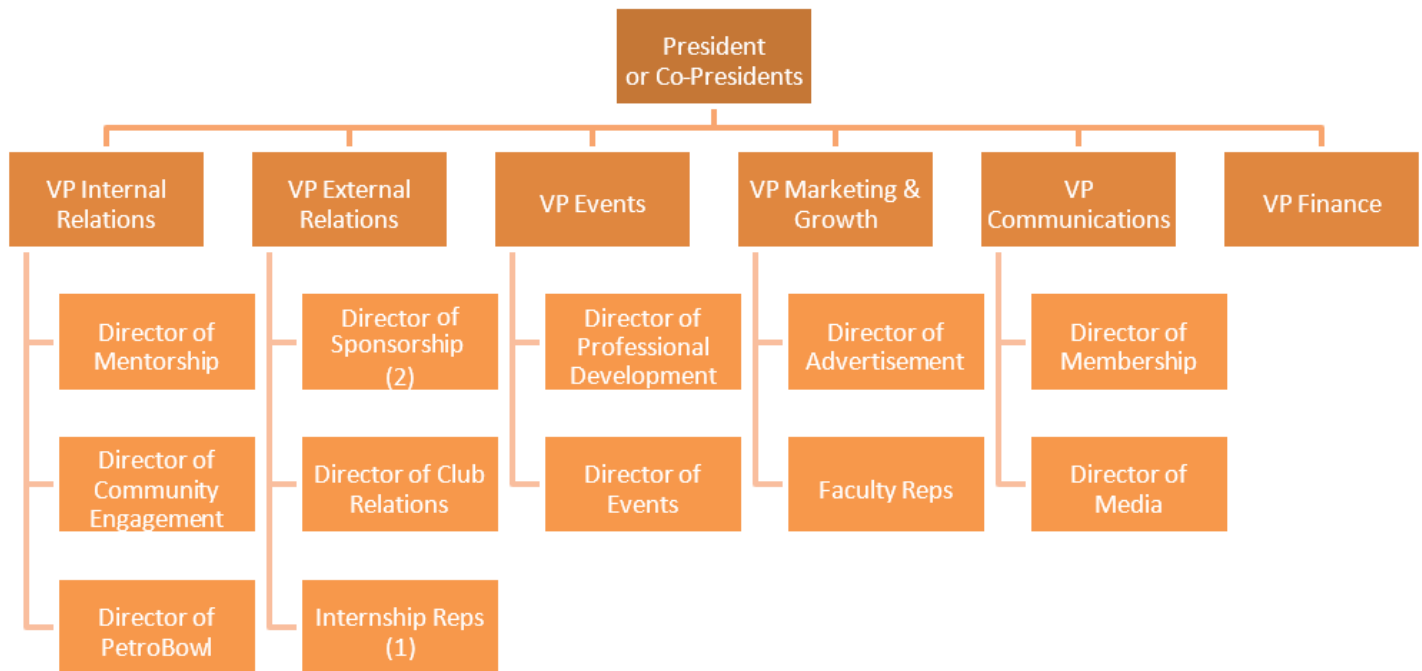 President
or Co-Presidents
VP Internal
Relations
VP External
Relations
VP Events
VP Marketing &
Growth
VP
Communications
VP Finance
Director of
Mentorship
Director of
Sponsorship
(2)
Director of
Professional
Development
Director of
Advertisement
Director of
Membership
Director of
Community
Engagement
Director of Club
Relations
Director of
Events
Faculty Reps
Director of
Media
Director of
PetroBowl
Internship Reps
(1)